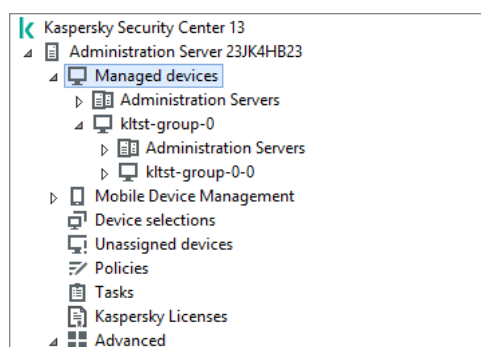 Kaspersky Security Center 13
Administration Server 23JK4HB23
Managed devices
Administration Servers
kltst-group-0
Administration Servers
kltst-group-0-0
Mobile Device Management
Device selections
Unassigned devices
Policies
Tasks
Kaspersky Licenses
Advanced